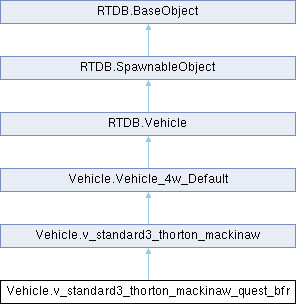 RTDB.BaseObject
RTDB.SpawnableObject
RTDB.Vehicle
Vehicle.Vehicle_4w_Default
Vehicle.v_standard3_thorton_mackinaw
Vehicle.v_standard3_thorton_mackinaw_quest_bfr